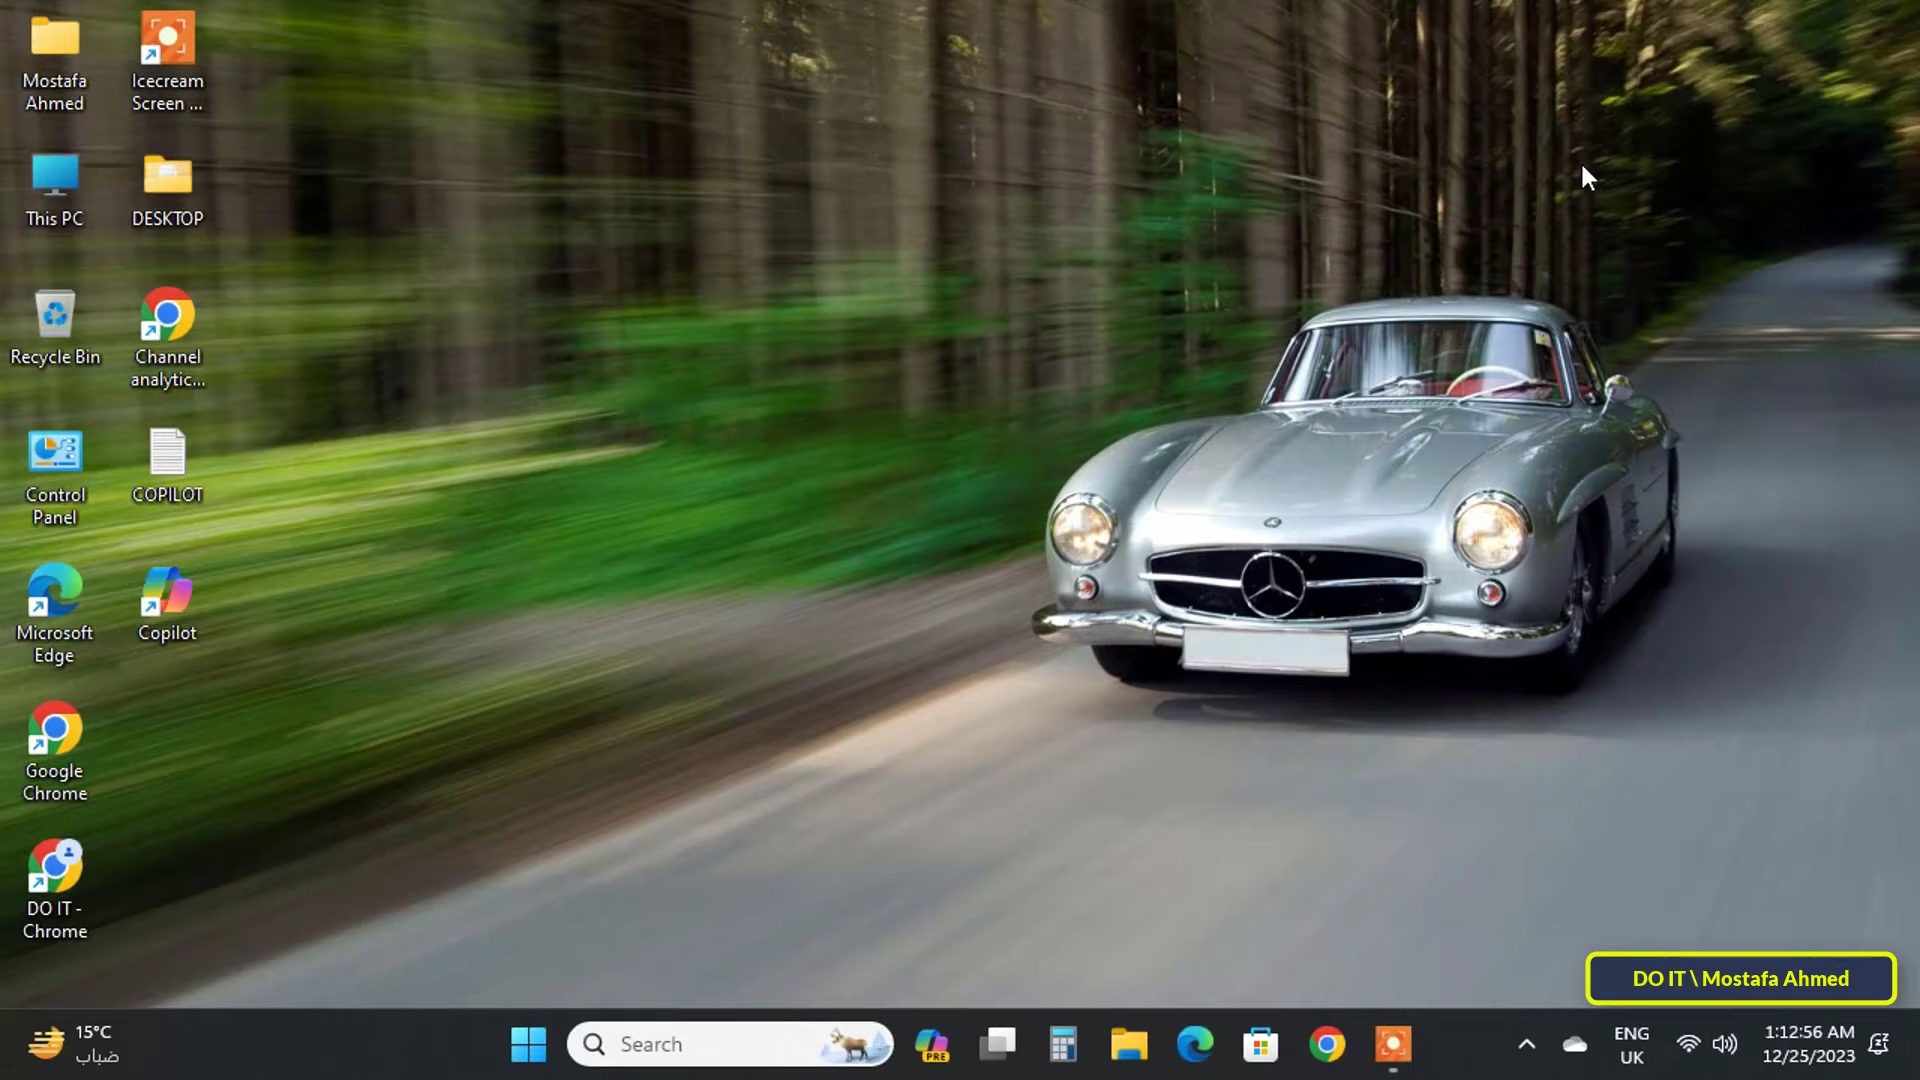 Mostafa
Ahmed
Icecream
Screen ...
This PC
DESKTOP
Recycle Bin
Channel
analytic...
Control
Panel
COPILOT
Microsoft
Edge
Copilot
Google
Chrome
DO IT -
Chrome
DO IT \ Mostafa Ahmed
15°C
ضباب
Search
PRE
ENG
UK
1:12:56 AM
12/25/2023